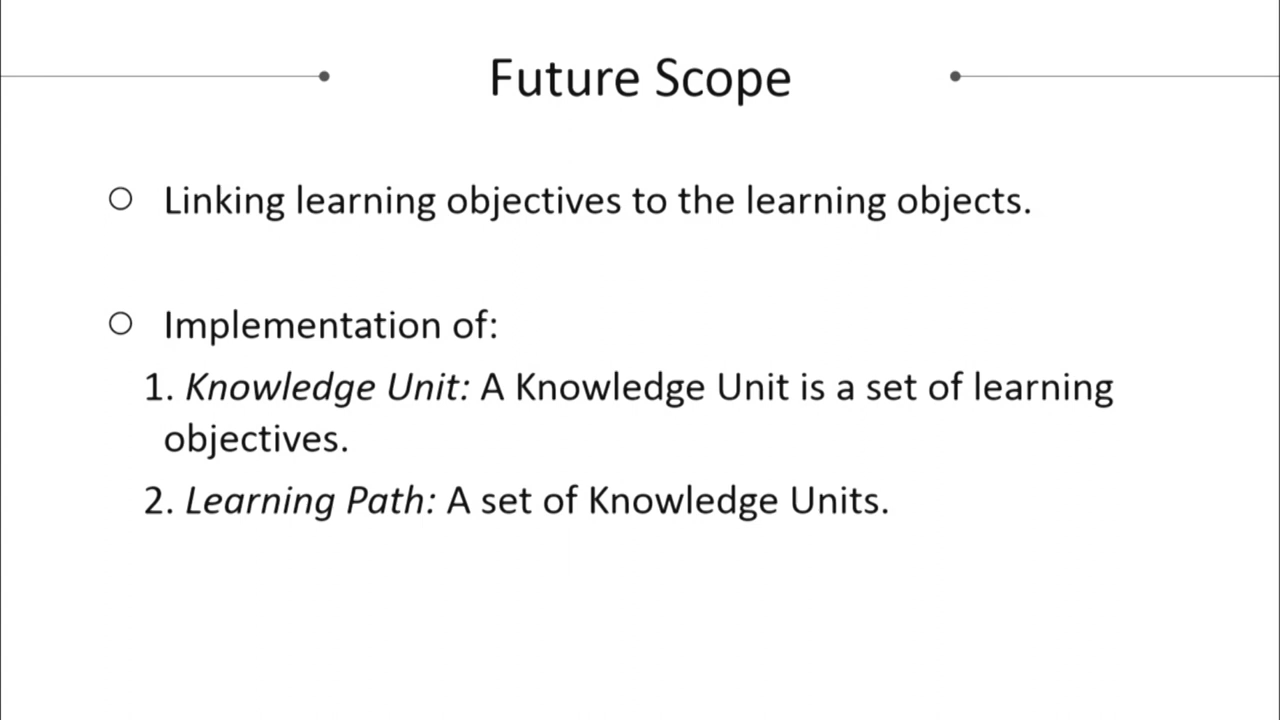 Future Scope
Linking learning objectives to the learning objects.
Implementation of:
1. Knowledge Unit: A Knowledge Unit is a set of learning
objectives.
2. Learning Path: A set of Knowledge Units.